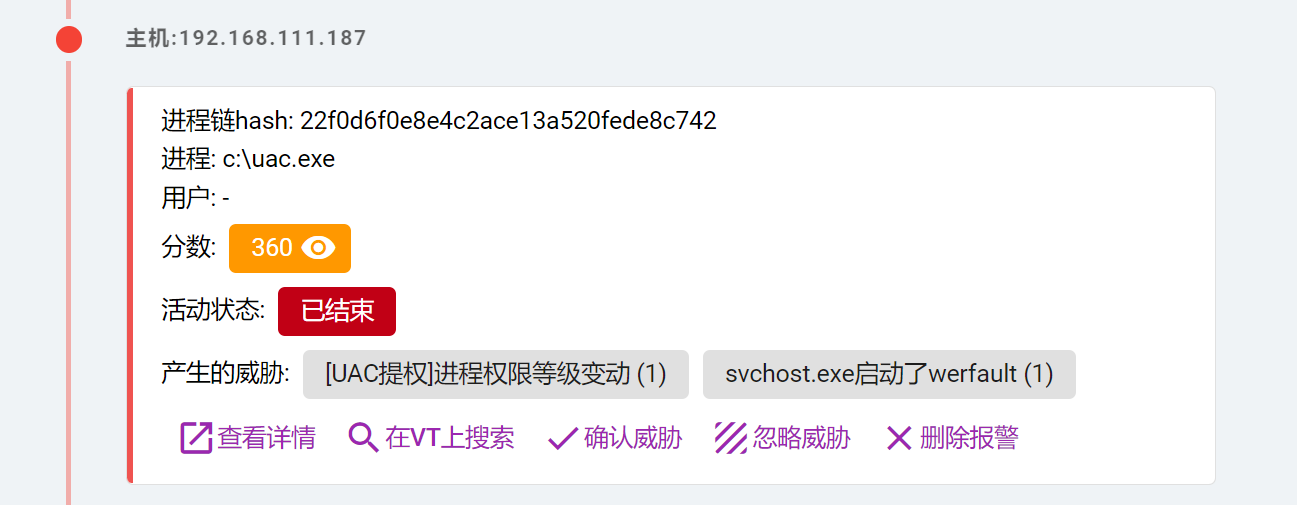 主机:192.168.111.187
进程链hash: 22f0d6f0e8e4c2ace13a520fede8c742
进程: c:\uac.exe
用户: -
分数: 360
活动状态: 已结束
产生的威胁: [UAC提权]进程权限等级变动 (1) svchost.exe启动了werfault (1)
查看详情 在VT上搜索 确认威胁 忽略威胁 删除报警